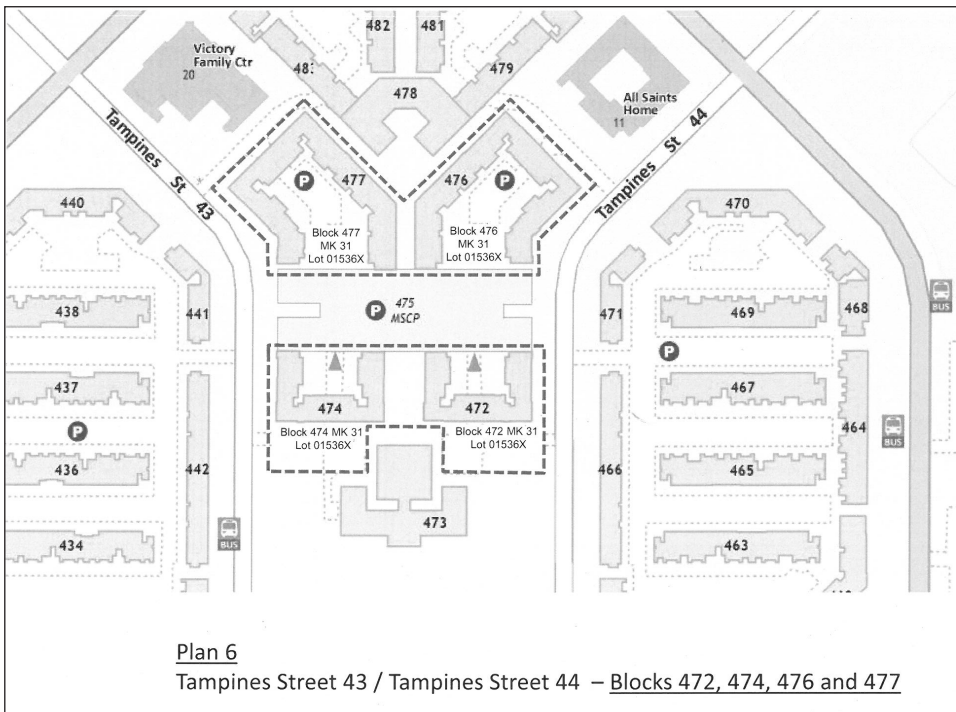 482
481
Victory
Family Ctr
20
483
479
478
All Saints
Home
11
Tampines St 43
Tampines St 44
P
477
476
P
440
470
Block 477
MK 31
Lot 01536X
Block 476
MK 31
Lot 01536X
438
441
P
475
MSCP
471
469
468
BUS
P
437
474
472
467
464
BUS
P
Block 474 MK 31
Lot 01536X
Block 472 MK 31
Lot 01536X
436
442
466
465
473
BUS
434
463
Plan 6
Tampines Street 43 / Tampines Street 44 – Blocks 472, 474, 476 and 477